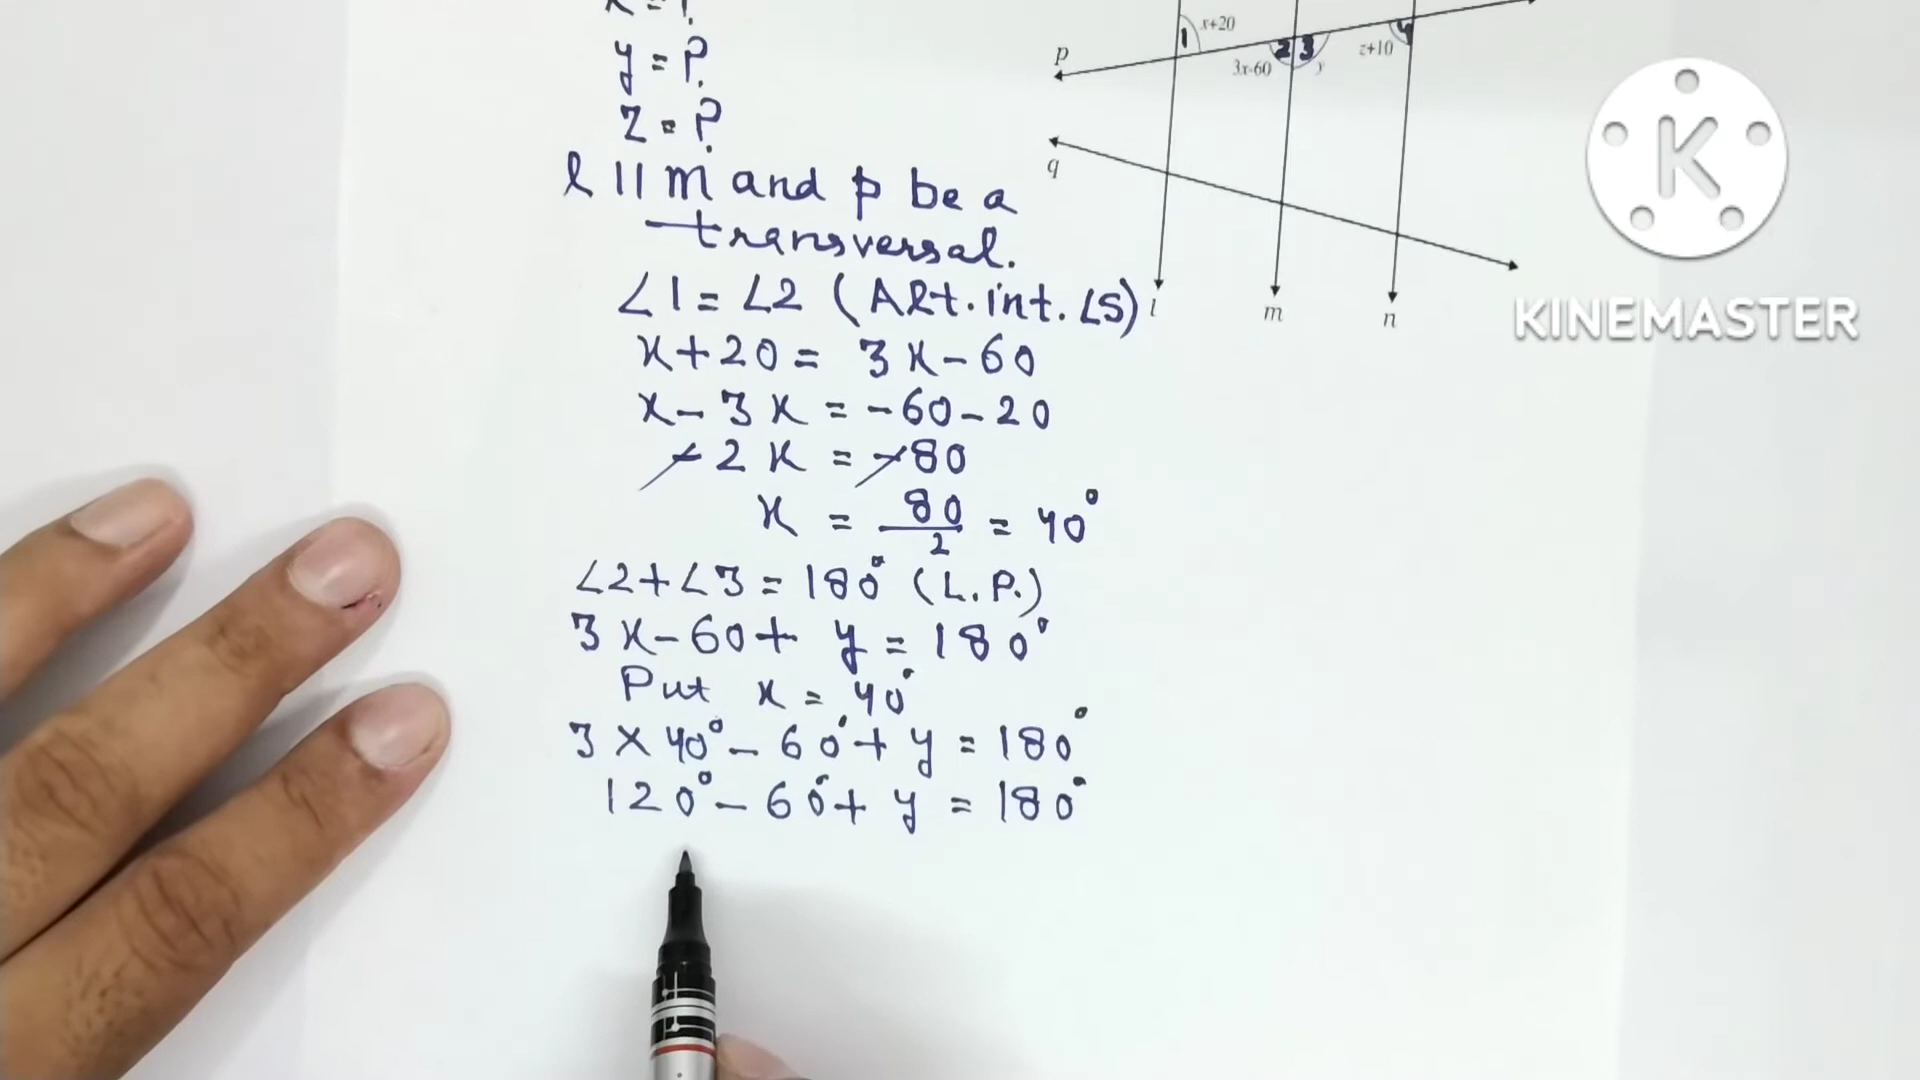 x = ?
y = ?
z = ?
l || m and p be a
transversal.
∠1 = ∠2 (Alt. int. ∠S)
x + 20 = 3x - 60
x - 3x = -60 - 20
-2x = -80
x = 80/2 = 40°
∠2 + ∠3 = 180° (L.P.)
3x - 60 + y = 180°
Put x = 40°
3 × 40° - 60° + y = 180°
120° - 60° + y = 180°
x+20
1
p
2 3
3x-60
y
4
z+10
q
l
m
n
K
KINEMASTER